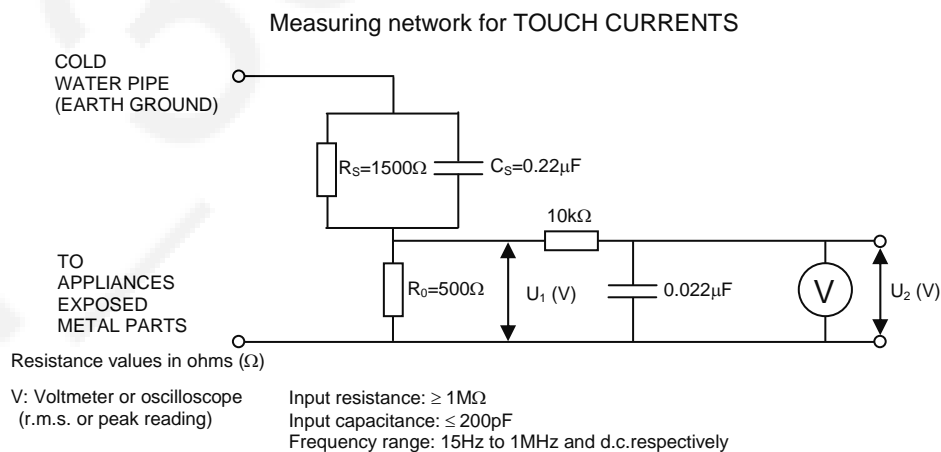 Measuring network for TOUCH CURRENTS
COLD
WATER PIPE
(EARTH GROUND)
RS=1500Ω
CS=0.22μF
10kΩ
TO
APPLIANCES
EXPOSED
METAL PARTS
R0=500Ω
U1 (V)
0.022μF
V
U2 (V)
Resistance values in ohms (Ω)
V: Voltmeter or oscilloscope
(r.m.s. or peak reading)
Input resistance: ≥ 1MΩ
Input capacitance: ≤ 200pF
Frequency range: 15Hz to 1MHz and d.c.respectively